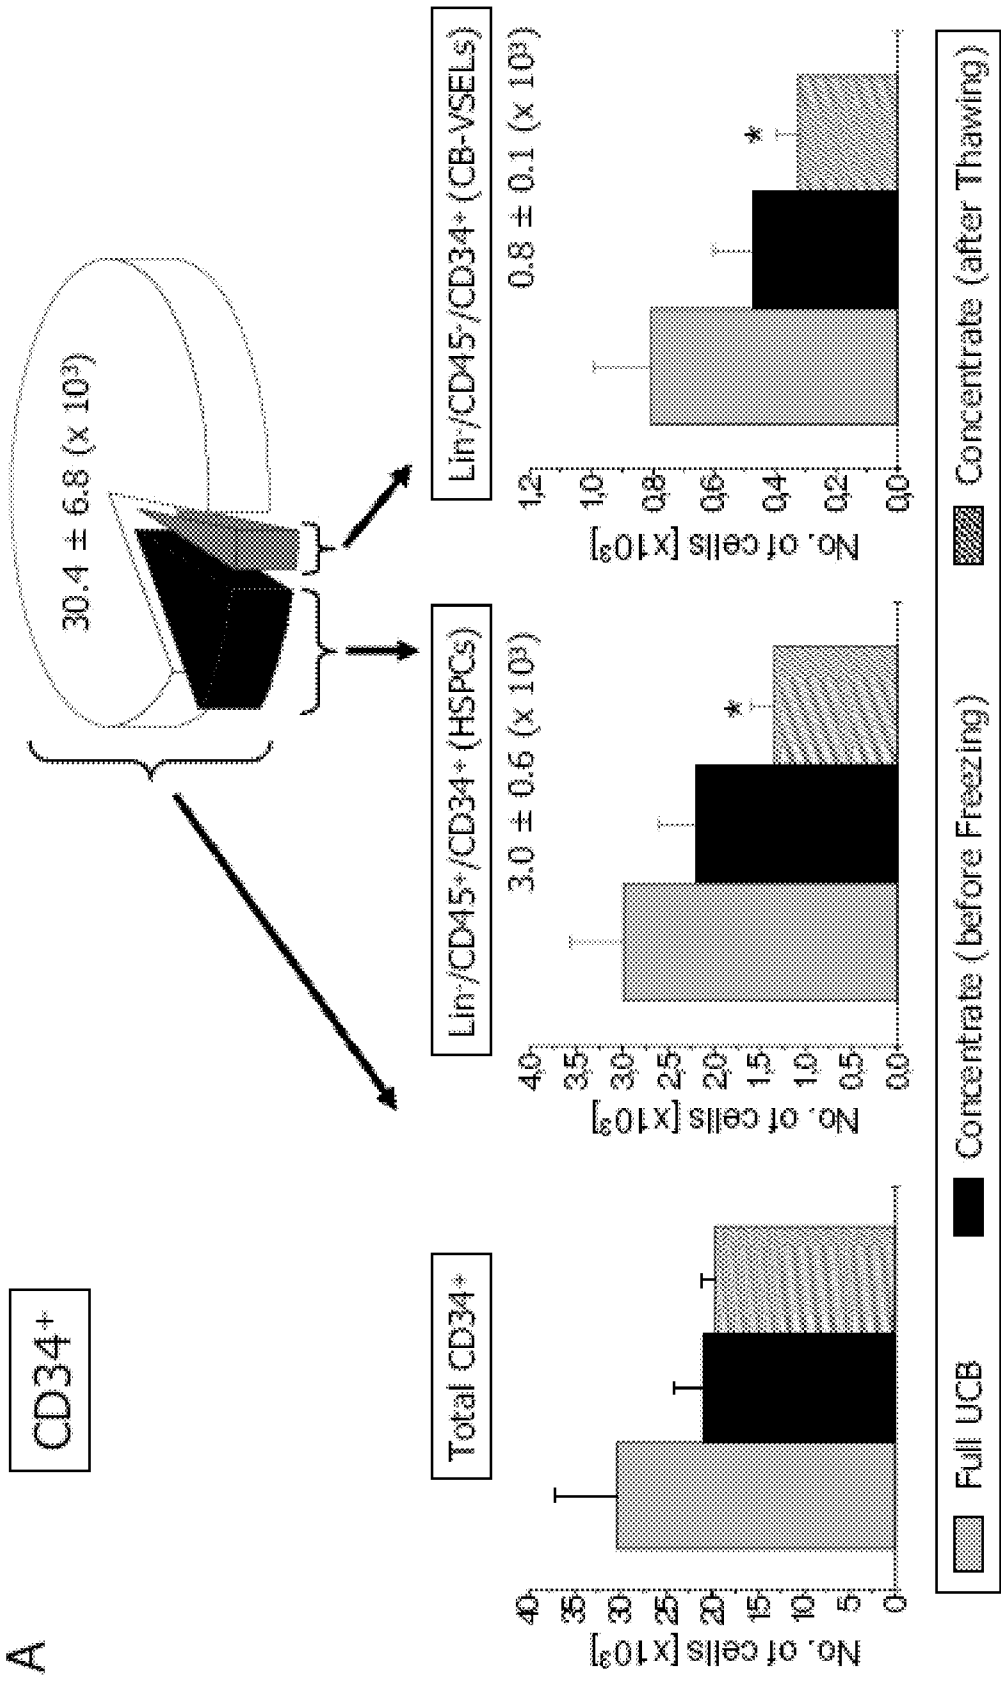 A
CD34⁺
30.4 ± 6.8 (x 10³)
Total CD34+
Lin⁻/CD45⁺/CD34+ (HSPCs)
3.0 ± 0.6 (x 10³)
Lin⁻/CD45⁻/CD34+ (CB-VSELs)
0.8 ± 0.1 (x 10³)
No. of cells [x10³]
40
35
30
25
20
15
10
5
0
No. of cells [x10³]
4.0
3.5
3.0
2.5
2.0
1.5
1.0
0.5
0.0
*
No. of cells [x10³]
1,2
1,0
0,8
0,6
0,4
0,2
0,0
*
Full UCB
Concentrate (before Freezing)
Concentrate (after Thawing)